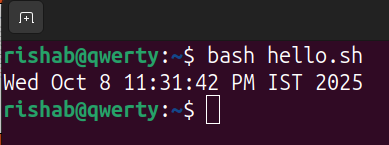 rishab@qwerty:~$ bash hello.sh
Wed Oct 8 11:31:42 PM IST 2025
rishab@qwerty:~$